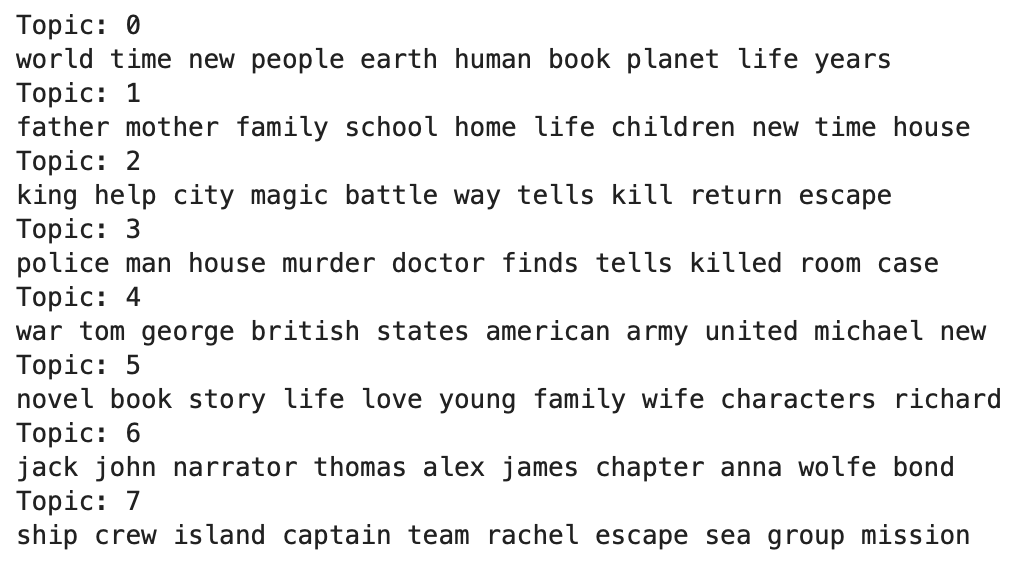 Topic: 0
world time new people earth human book planet life years
Topic: 1
father mother family school home life children new time house
Topic: 2
king help city magic battle way tells kill return escape
Topic: 3
police man house murder doctor finds tells killed room case
Topic: 4
war tom george british states american army united michael new
Topic: 5
novel book story life love young family wife characters richard
Topic: 6
jack john narrator thomas alex james chapter anna wolfe bond
Topic: 7
ship crew island captain team rachel escape sea group mission